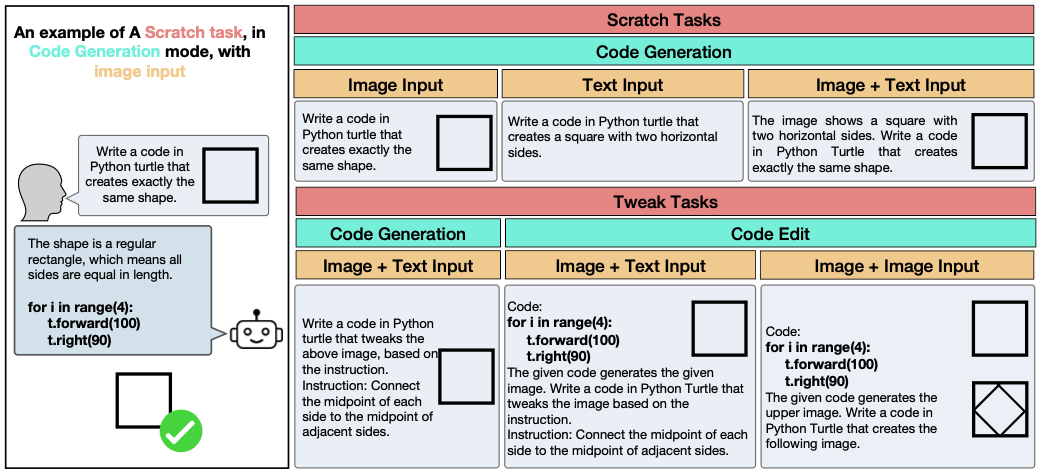 An example of A Scratch task, in
Code Generation mode, with
image input
Write a code in
Python turtle that
creates exactly the
same shape.
The shape is a regular
rectangle, which means all
sides are equal in length.
for i in range(4):
t.forward(100)
t.right(90)
Scratch Tasks
Code Generation
Image Input
Text Input
Image + Text Input
Write a code in
Python turtle that
creates exactly the
same shape.
Write a code in Python turtle that
creates a square with two horizontal
sides.
The image shows a square with
two horizontal sides. Write a code
in Python Turtle that creates
exactly the same shape.
Tweak Tasks
Code Generation
Code Edit
Image + Text Input
Image + Text Input
Image + Image Input
Write a code in Python
turtle that tweaks the
above image, based on
the instruction.
Instruction: Connect
the midpoint of each
side to the midpoint of
adjacent sides.
Code:
for i in range(4):
t.forward(100)
t.right(90)
The given code generates the given
image. Write a code in Python Turtle that
tweaks the image based on the
instruction.
Instruction: Connect the midpoint of each
side to the midpoint of adjacent sides.
Code:
for i in range(4):
t.forward(100)
t.right(90)
The given code generates the
upper image. Write a code in
Python Turtle that creates the
following image.